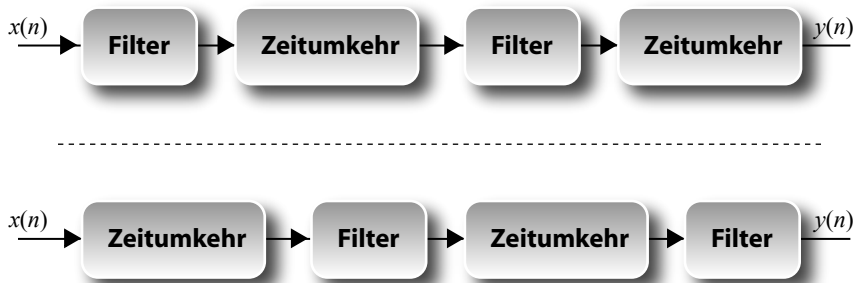 x(n) Filter Zeitumkehr Filter Zeitumkehr y(n)
x(n) Zeitumkehr Filter Zeitumkehr Filter y(n)